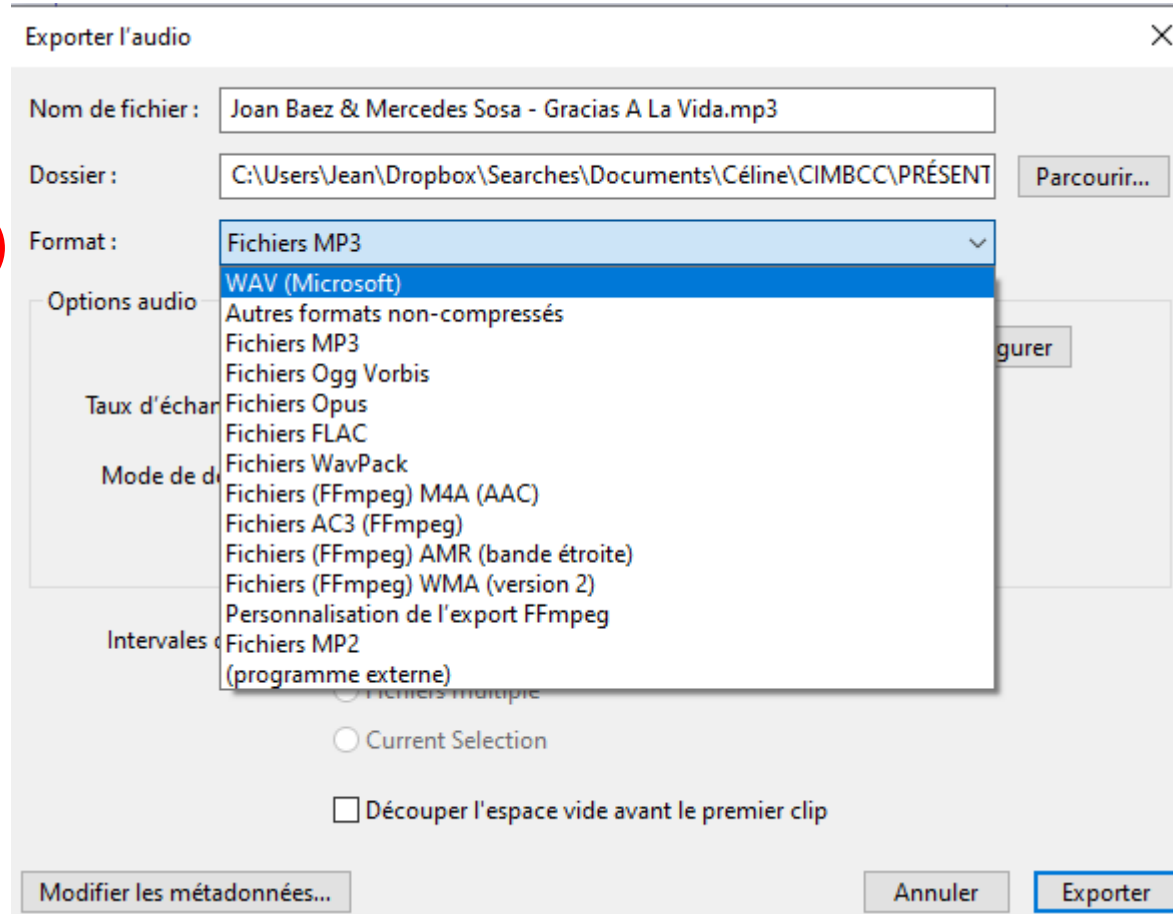 Exporter l'audio
Nom de fichier : Joan Baez & Mercedes Sosa - Gracias A La Vida.mp3
Dossier : C:\Users\Jean\Dropbox\Searches\Documents\Céline\CIMBCC\PRÉSENT Parcourir...
Format : Fichiers MP3
WAV (Microsoft)
Options audio
Autres formats non-compressés
Fichiers MP3
gurer
Fichiers Ogg Vorbis
Taux d'échan
Fichiers Opus
Fichiers FLAC
Mode de d
Fichiers WavPack
Fichiers (FFmpeg) M4A (AAC)
Fichiers AC3 (FFmpeg)
Fichiers (FFmpeg) AMR (bande étroite)
Fichiers (FFmpeg) WMA (version 2)
Personnalisation de l'export FFmpeg
Intervales
Fichiers MP2
(programme externe)
Fichiers multiple
Current Selection
Découper l'espace vide avant le premier clip
Modifier les métadonnées... Annuler Exporter